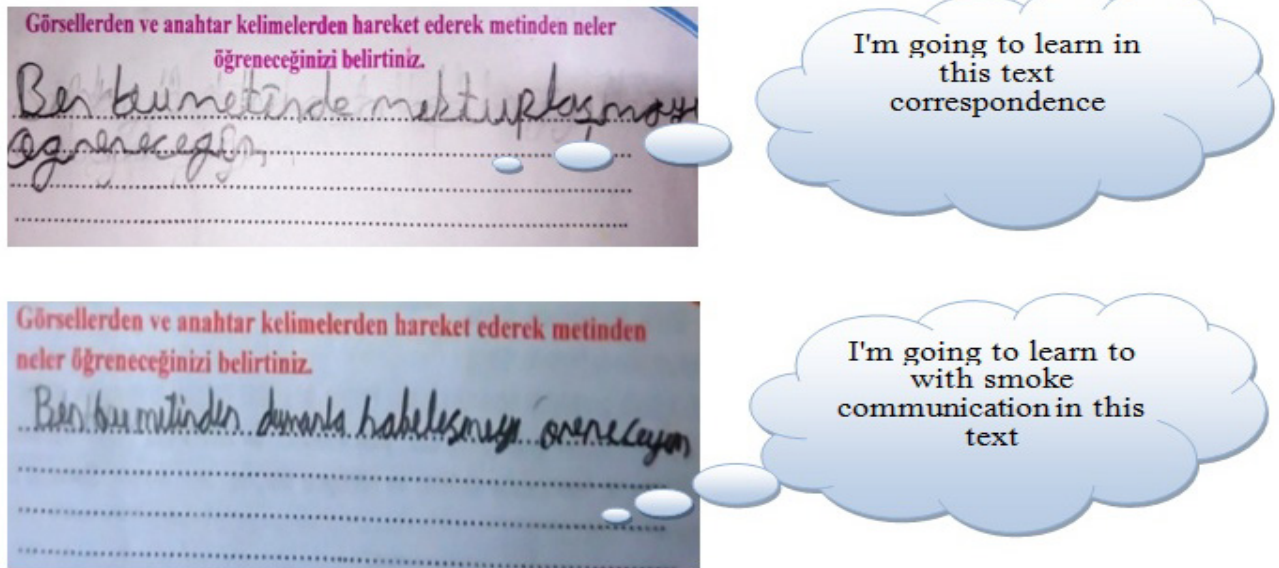 Görsellerden ve anahtar kelimelerden hareket ederek metinden neler
öğreneceğinizi belirtiniz.
Ben bu metinde mektuplaşmayı
öğreneceğim
I'm going to learn in
this text
correspondence
Görsellerden ve anahtar kelimelerden hareket ederek metinden
neler öğreneceğinizi belirtiniz.
Ben bu metinden dumanla habeleşmeyi öreneceyim
I'm going to learn to
with smoke
communication in this
text